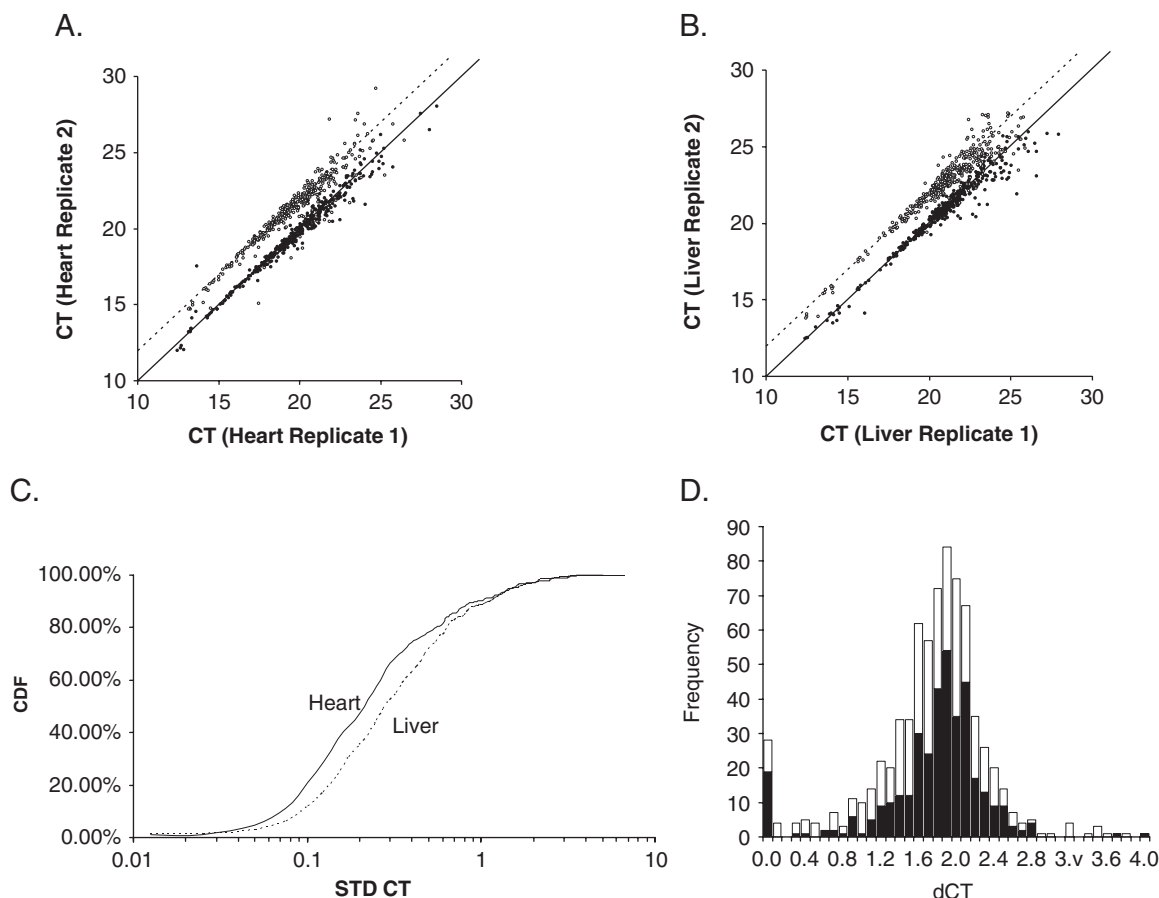 A.
30
25
20
15
10
10 15 20 25 30
CT (Heart Replicate 2)
CT (Heart Replicate 1)
B.
30
25
20
15
10
10 15 20 25 30
CT (Liver Replicate 2)
CT (Liver Replicate 1)
C.
100.00%
80.00%
60.00%
40.00%
20.00%
0.00%
0.01 0.1 1 10
CDF
Heart
Liver
STD CT
D.
90
80
70
60
50
40
30
20
10
0
0.0 0.4 0.8 1.2 1.6 2.0 2.4 2.8 3.v 3.6 4.0
Frequency
dCT